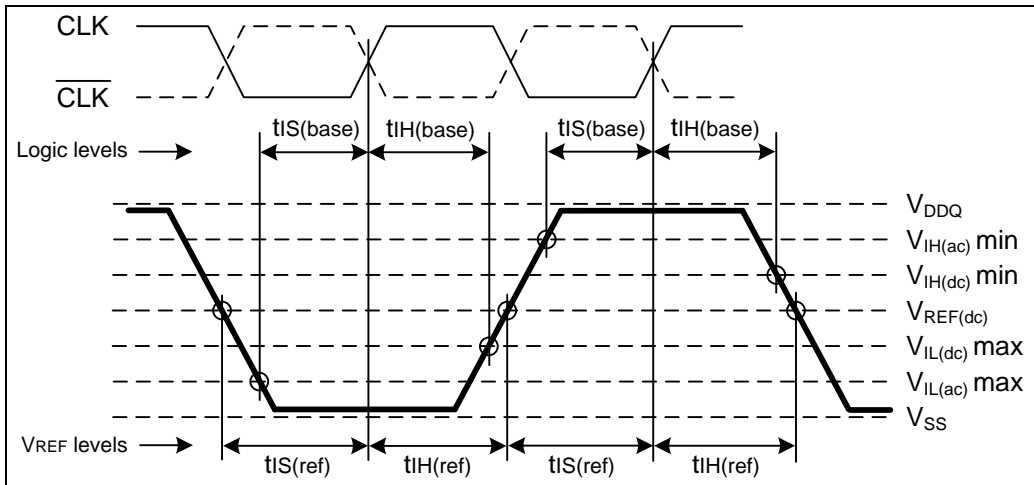 CLK
CLK
tIS(base) tIH(base) tIS(base) tIH(base)
Logic levels
VDDQ
VIH(ac) min
VIH(dc) min
VREF(dc)
VIL(dc) max
VIL(ac) max
VSS
VREF levels
tIS(ref) tIH(ref) tIS(ref) tIH(ref)